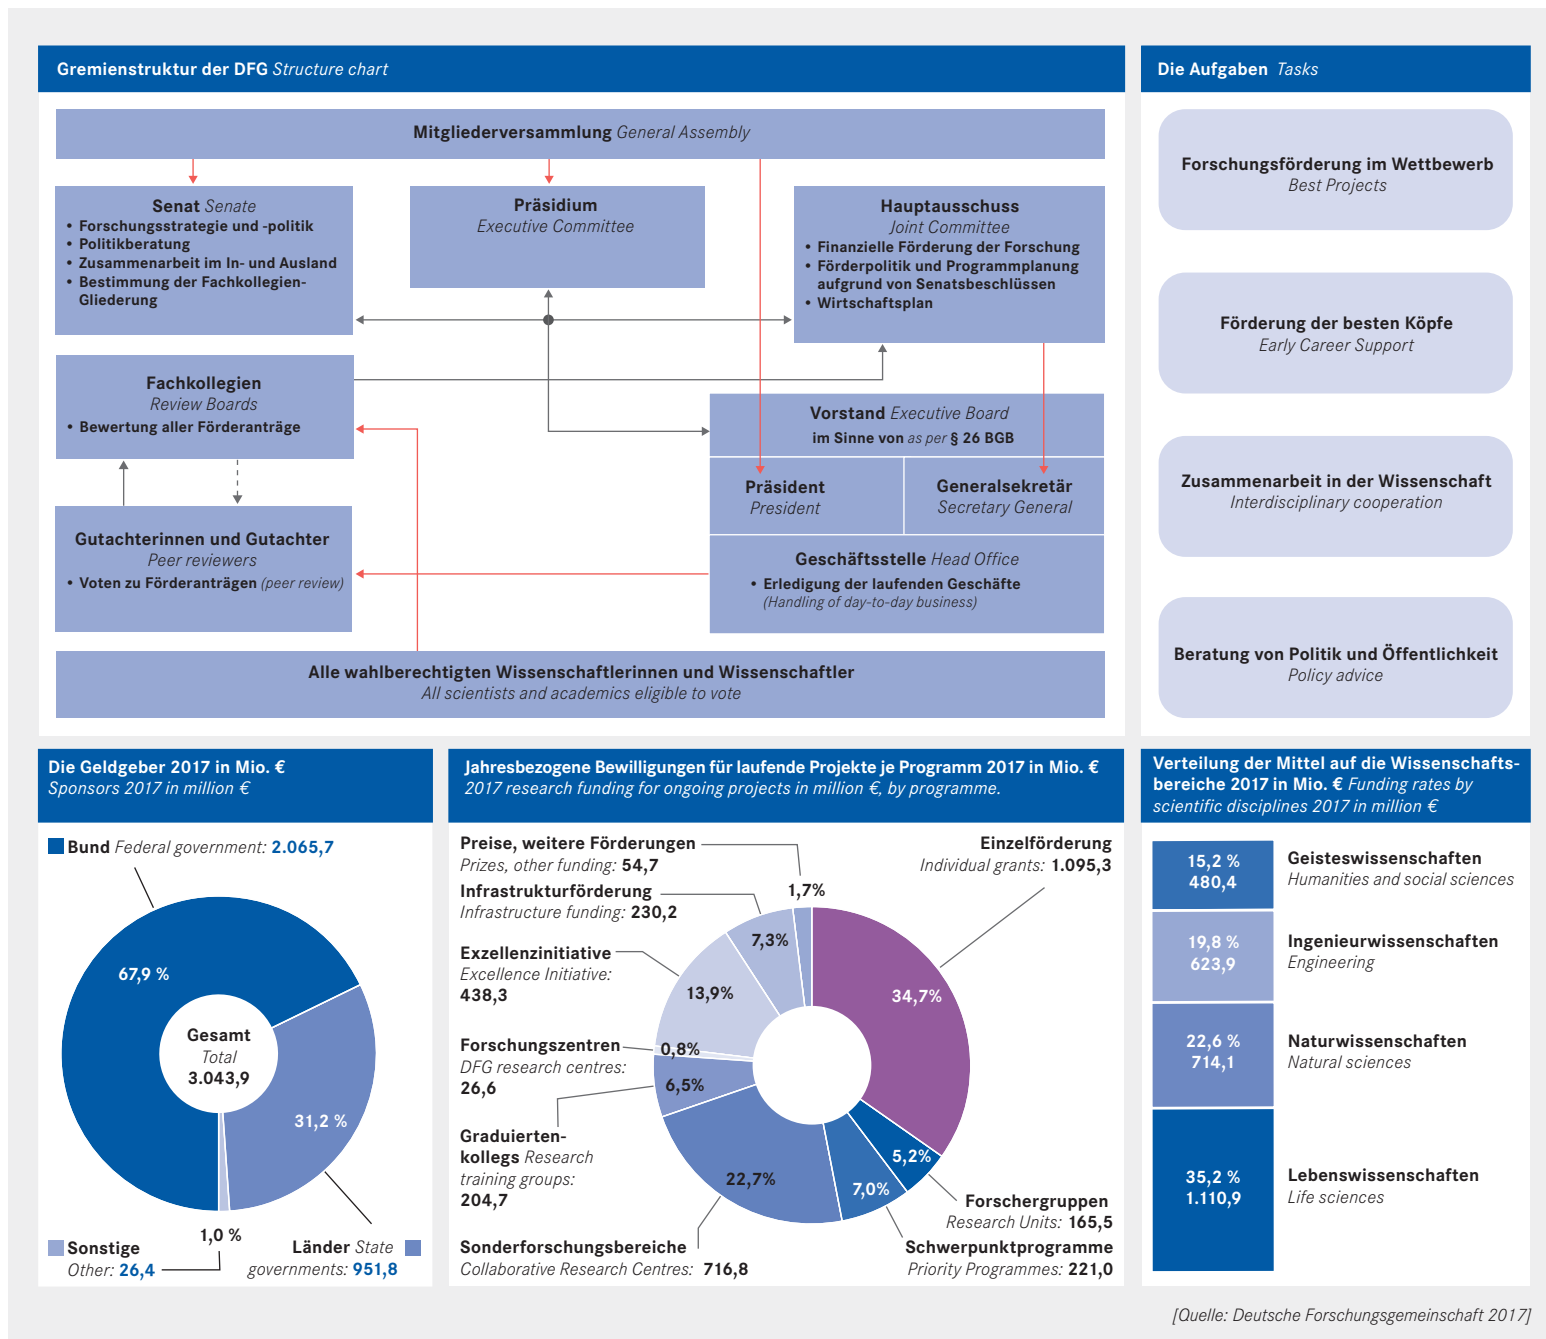 Gremienstruktur der DFG Structure chart
Mitgliederversammlung General Assembly
Senat Senate
• Forschungsstrategie und -politik
• Politikberatung
• Zusammenarbeit im In- und Ausland
• Bestimmung der Fachkollegien-
Gliederung
Präsidium
Executive Committee
Hauptausschuss
Joint Committee
• Finanzielle Förderung der Forschung
• Förderpolitik und Programmplanung
aufgrund von Senatsbeschlüssen
• Wirtschaftsplan
Fachkollegien
Review Boards
• Bewertung aller Förderanträge
Vorstand Executive Board
im Sinne von as per § 26 BGB
Präsident
President
Generalsekretär
Secretary General
Gutachterinnen und Gutachter
Peer reviewers
• Voten zu Förderanträgen (peer review)
Geschäftsstelle Head Office
• Erledigung der laufenden Geschäfte
(Handling of day-to-day business)
Alle wahlberechtigten Wissenschaftlerinnen und Wissenschaftler
All scientists and academics eligible to vote
Die Aufgaben Tasks
Forschungsförderung im Wettbewerb
Best Projects
Förderung der besten Köpfe
Early Career Support
Zusammenarbeit in der Wissenschaft
Interdisciplinary cooperation
Beratung von Politik und Öffentlichkeit
Policy advice
Die Geldgeber 2017 in Mio. €
Sponsors 2017 in million €
Bund Federal government: 2.065,7
67,9 %
Gesamt
Total
3.043,9
31,2 %
1,0 %
Sonstige
Other: 26,4
Länder State
governments: 951,8
Jahresbezogene Bewilligungen für laufende Projekte je Programm 2017 in Mio. €
2017 research funding for ongoing projects in million €, by programme.
Preise, weitere Förderungen
Prizes, other funding: 54,7
1,7%
Einzelförderung
Individual grants: 1.095,3
34,7%
Infrastrukturförderung
Infrastructure funding: 230,2
7,3%
Exzellenzinitiative
Excellence Initiative:
438,3
13,9%
Forschungszentren
DFG research centres:
26,6
0,8%
6,5%
Graduierten-
kollegs Research
training groups:
204,7
22,7%
7,0%
5,2%
Forschergruppen
Research Units: 165,5
Sonderforschungsbereiche
Collaborative Research Centres: 716,8
Schwerpunktprogramme
Priority Programmes: 221,0
Verteilung der Mittel auf die Wissenschafts-
bereiche 2017 in Mio. € Funding rates by
scientific disciplines 2017 in million €
15,2 %
480,4
Geisteswissenschaften
Humanities and social sciences
19,8 %
623,9
Ingenieurwissenschaften
Engineering
22,6 %
714,1
Naturwissenschaften
Natural sciences
35,2 %
1.110,9
Lebenswissenschaften
Life sciences
[Quelle: Deutsche Forschungsgemeinschaft 2017]